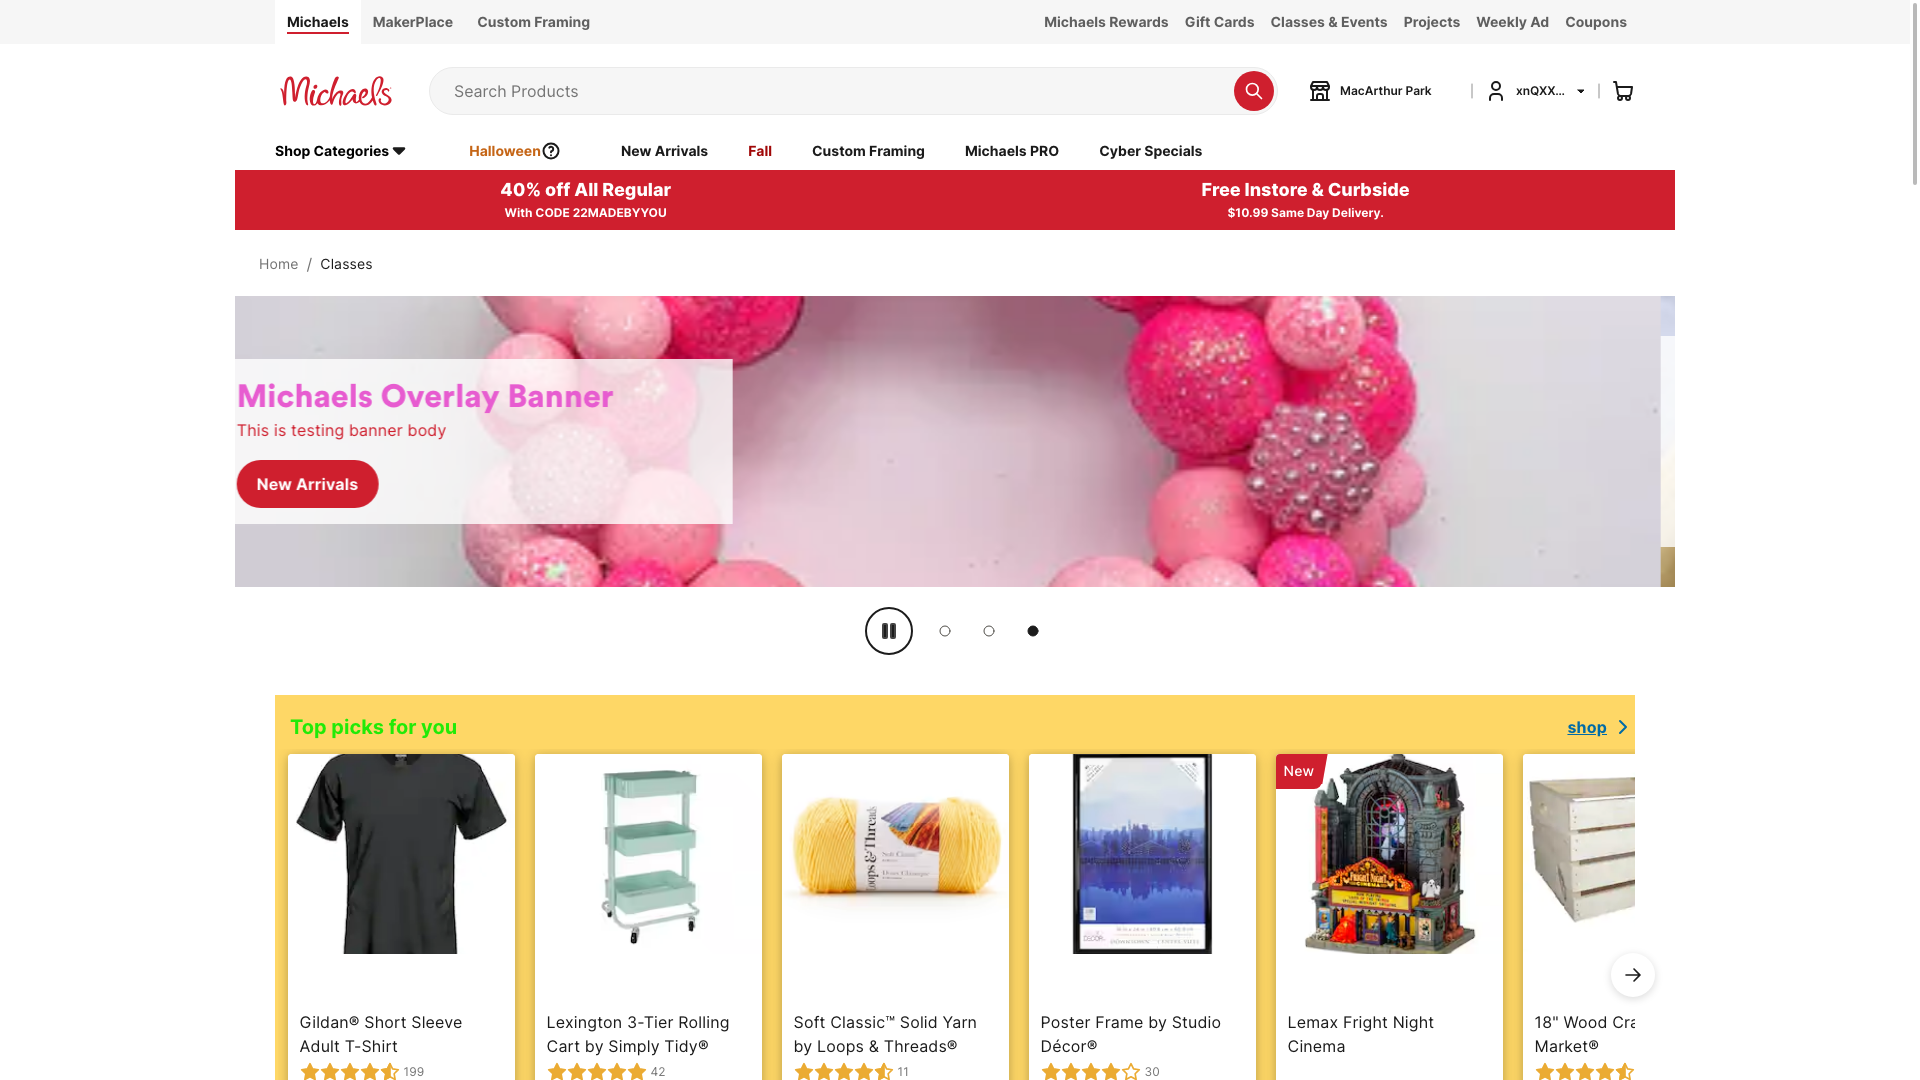 Michaels MakerPlace Custom Framing Michaels Rewards Gift Cards Classes & Events Projects Weekly Ad Coupons
Michaels
Search Products
MacArthur Park
xnQXX...
Shop Categories Halloween New Arrivals Fall Custom Framing Michaels PRO Cyber Specials
40% off All Regular
With CODE 22MADEBYYOU
Free Instore & Curbside
$10.99 Same Day Delivery.
Home / Classes
Michaels Overlay Banner
This is testing banner body
New Arrivals
Top picks for you
shop
Loops & Threads
Soft Classic
New
Gildan® Short Sleeve
Adult T-Shirt
199
Lexington 3-Tier Rolling
Cart by Simply Tidy®
42
Soft Classic™ Solid Yarn
by Loops & Threads®
11
Poster Frame by Studio
Décor®
30
Lemax Fright Night
Cinema
18" Wood Cra
Market®